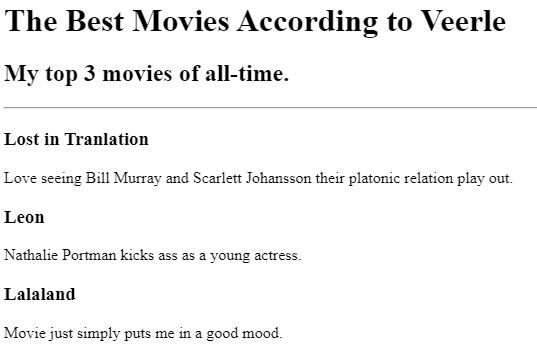 The Best Movies According to Veerle
My top 3 movies of all-time.
Lost in Tranlation
Love seeing Bill Murray and Scarlett Johansson their platonic relation play out.
Leon
Nathalie Portman kicks ass as a young actress.
Lalaland
Movie just simply puts me in a good mood.